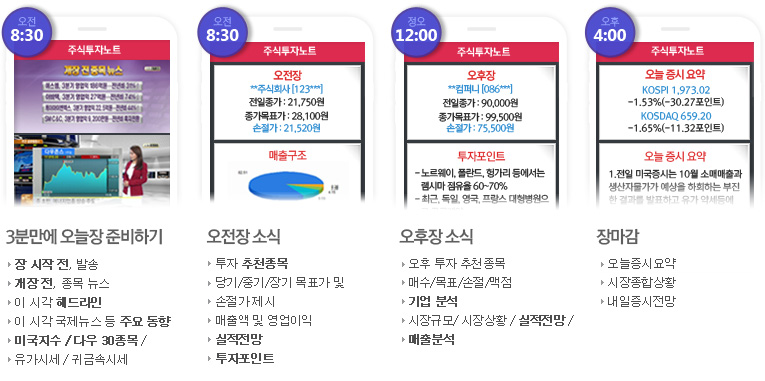 오전
8:30
주식투자노트
개장 전 종목 뉴스
다우존스
3분만에 오늘장 준비하기
장 시작 전, 발송
개장 전, 종목 뉴스
이 시각 헤드라인
이 시각 국제뉴스 등 주요 동향
미국지수 / 다우 30종목 /
유가시세 / 귀금속시세
오전
8:30
주식투자노트
오전장
**주식회사 [123***]
전일종가 : 21,750원
종가목표가 : 28,100원
손절가 : 21,520원
매출구조
오전장 소식
투자 추천종목
당기/중기/장기 목표가 및
손절가 제시
매출액 및 영업이익
실적전망
투자포인트
정오
12:00
주식투자노트
오후장
**컴퍼니 [086***]
전일종가 : 90,000원
종가목표가 : 99,500원
손절가 : 75,500원
투자포인트
- 노르웨이, 폴란드, 헝가리 등에서는
렘시마 점유율 60~70%
- 최근, 독일, 영국, 프랑스 대형병원으
오후장 소식
오후 투자 추천종목
매수/목표/손절/맥점
기업 분석
시장규모/ 시장상황 / 실적전망 /
매출분석
오후
4:00
주식투자노트
오늘 증시 요약
KOSPI 1,973.02
-1.53%(-30.27포인트)
KOSDAQ 659.20
-1.65%(-11.32포인트)
오늘 증시 요약
1.전일 미국증시는 10월 소매매출과
생산자물가가 예상을 하회하는 부진
한 결과를 발표하고 유가 약세등에
장마감
오늘증시요약
시장종합상황
내일증시전망